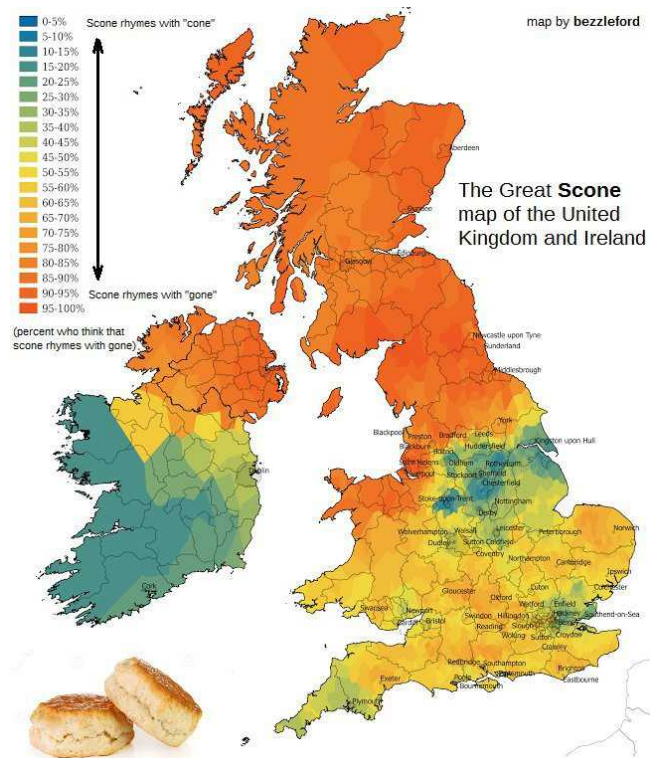 0-5%
5-10%
10-15%
15-20%
20-25%
25-30%
30-35%
35-40%
40-45%
45-50%
50-55%
55-60%
60-65%
65-70%
70-75%
75-80%
80-85%
85-90%
90-95%
95-100%
Scone rhymes with "cone"
Scone rhymes with "gone"
(percent who think that
scone rhymes with gone)
map by bezzleford
The Great Scone
map of the United
Kingdom and Ireland
Aberdeen
Dundee
Edinburgh
Glasgow
Newcastle upon Tyne
Sunderland
Middlesbrough
York
Blackpool
Preston
Bradford
Leeds
Kingston upon Hull
Blackburn
Bolton
Huddersfield
Oldham
Rotherham
Stockport
Sheffield
Chesterfield
Stoke-upon-Trent
Nottingham
Derby
Norwich
Wolverhampton
Walsall
Leicester
Peterborough
Dudley
Sutton Coldfield
Coventry
Northampton
Cambridge
Ipswich
Colchester
Gloucester
Oxford
Luton
Watford
Enfield
Swansea
Newport
Cardiff
Bristol
Swindon
Hillingdon
Southend-on-Sea
Reading
Slough
Woking
Sutton
Croydon
Crawley
Redbridge
Southampton
Brighton
Exeter
Poole
Bournemouth
Eastbourne
Plymouth
Dublin
Cork